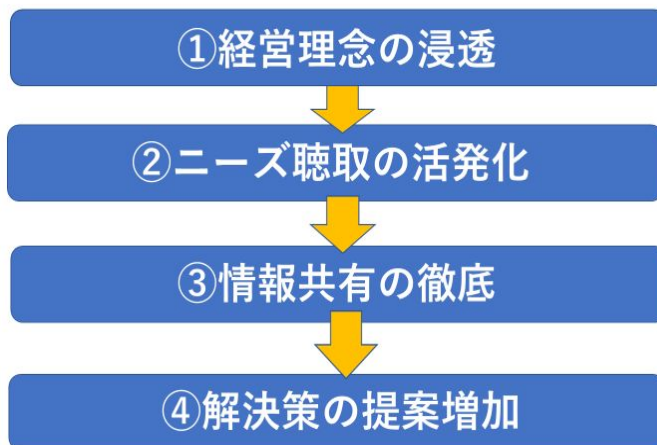 ①経営理念の浸透
②ニーズ聴取の活発化
③情報共有の徹底
④解決策の提案増加